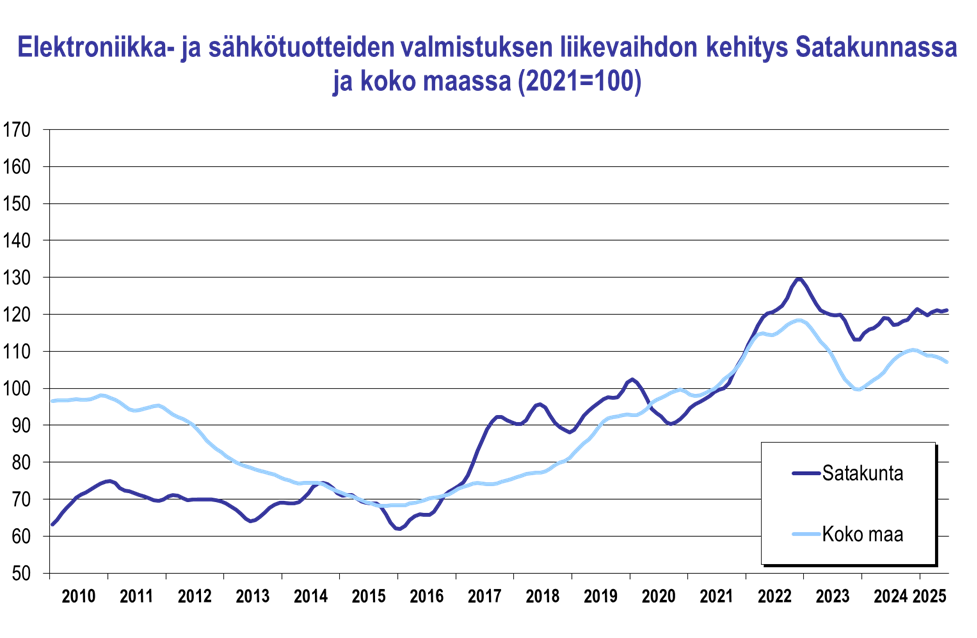 Elektroniikka- ja sähkötuotteiden valmistuksen liikevaihdon kehitys Satakunnassa
ja koko maassa (2021=100)
170
160
150
140
130
120
110
100
90
80
70
60
50
Satakunta
Koko maa
2010 2011 2012 2013 2014 2015 2016 2017 2018 2019 2020 2021 2022 2023 2024 2025